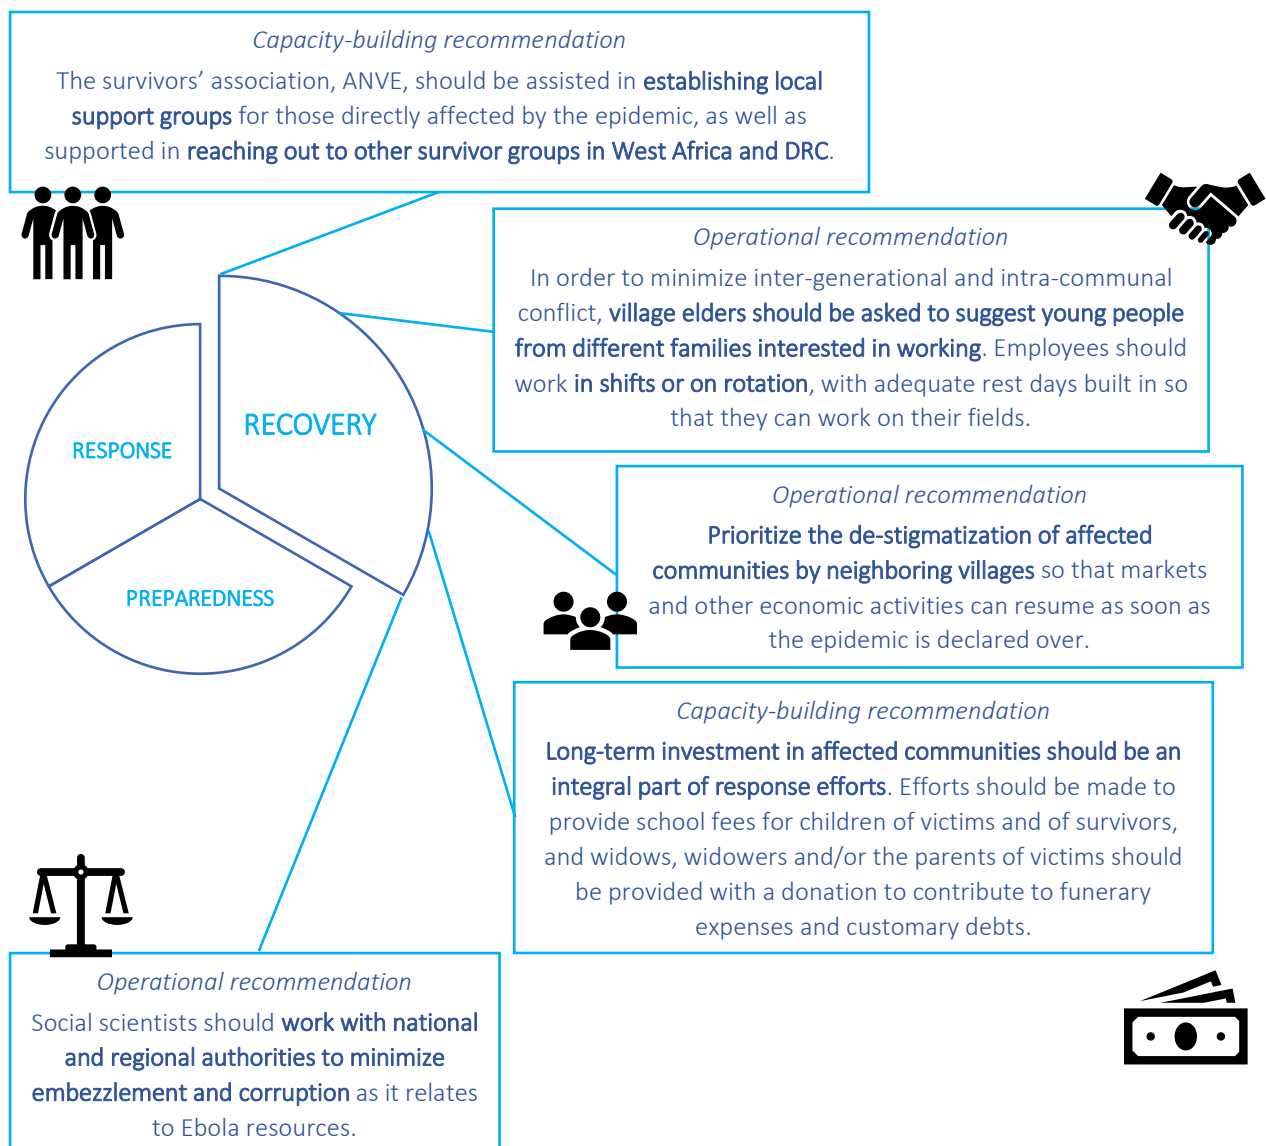 Capacity-building recommendation
The survivors’ association, ANVE, should be assisted in establishing local
support groups for those directly affected by the epidemic, as well as
supported in reaching out to other survivor groups in West Africa and DRC.
Operational recommendation
In order to minimize inter-generational and intra-communal
conflict, village elders should be asked to suggest young people
from different families interested in working. Employees should
work in shifts or on rotation, with adequate rest days built in so
that they can work on their fields.
RECOVERY
RESPONSE
PREPAREDNESS
Operational recommendation
Prioritize the de-stigmatization of affected
communities by neighboring villages so that markets
and other economic activities can resume as soon as
the epidemic is declared over.
Capacity-building recommendation
Long-term investment in affected communities should be an
integral part of response efforts. Efforts should be made to
provide school fees for children of victims and of survivors,
and widows, widowers and/or the parents of victims should
be provided with a donation to contribute to funerary
expenses and customary debts.
Operational recommendation
Social scientists should work with national
and regional authorities to minimize
embezzlement and corruption as it relates
to Ebola resources.